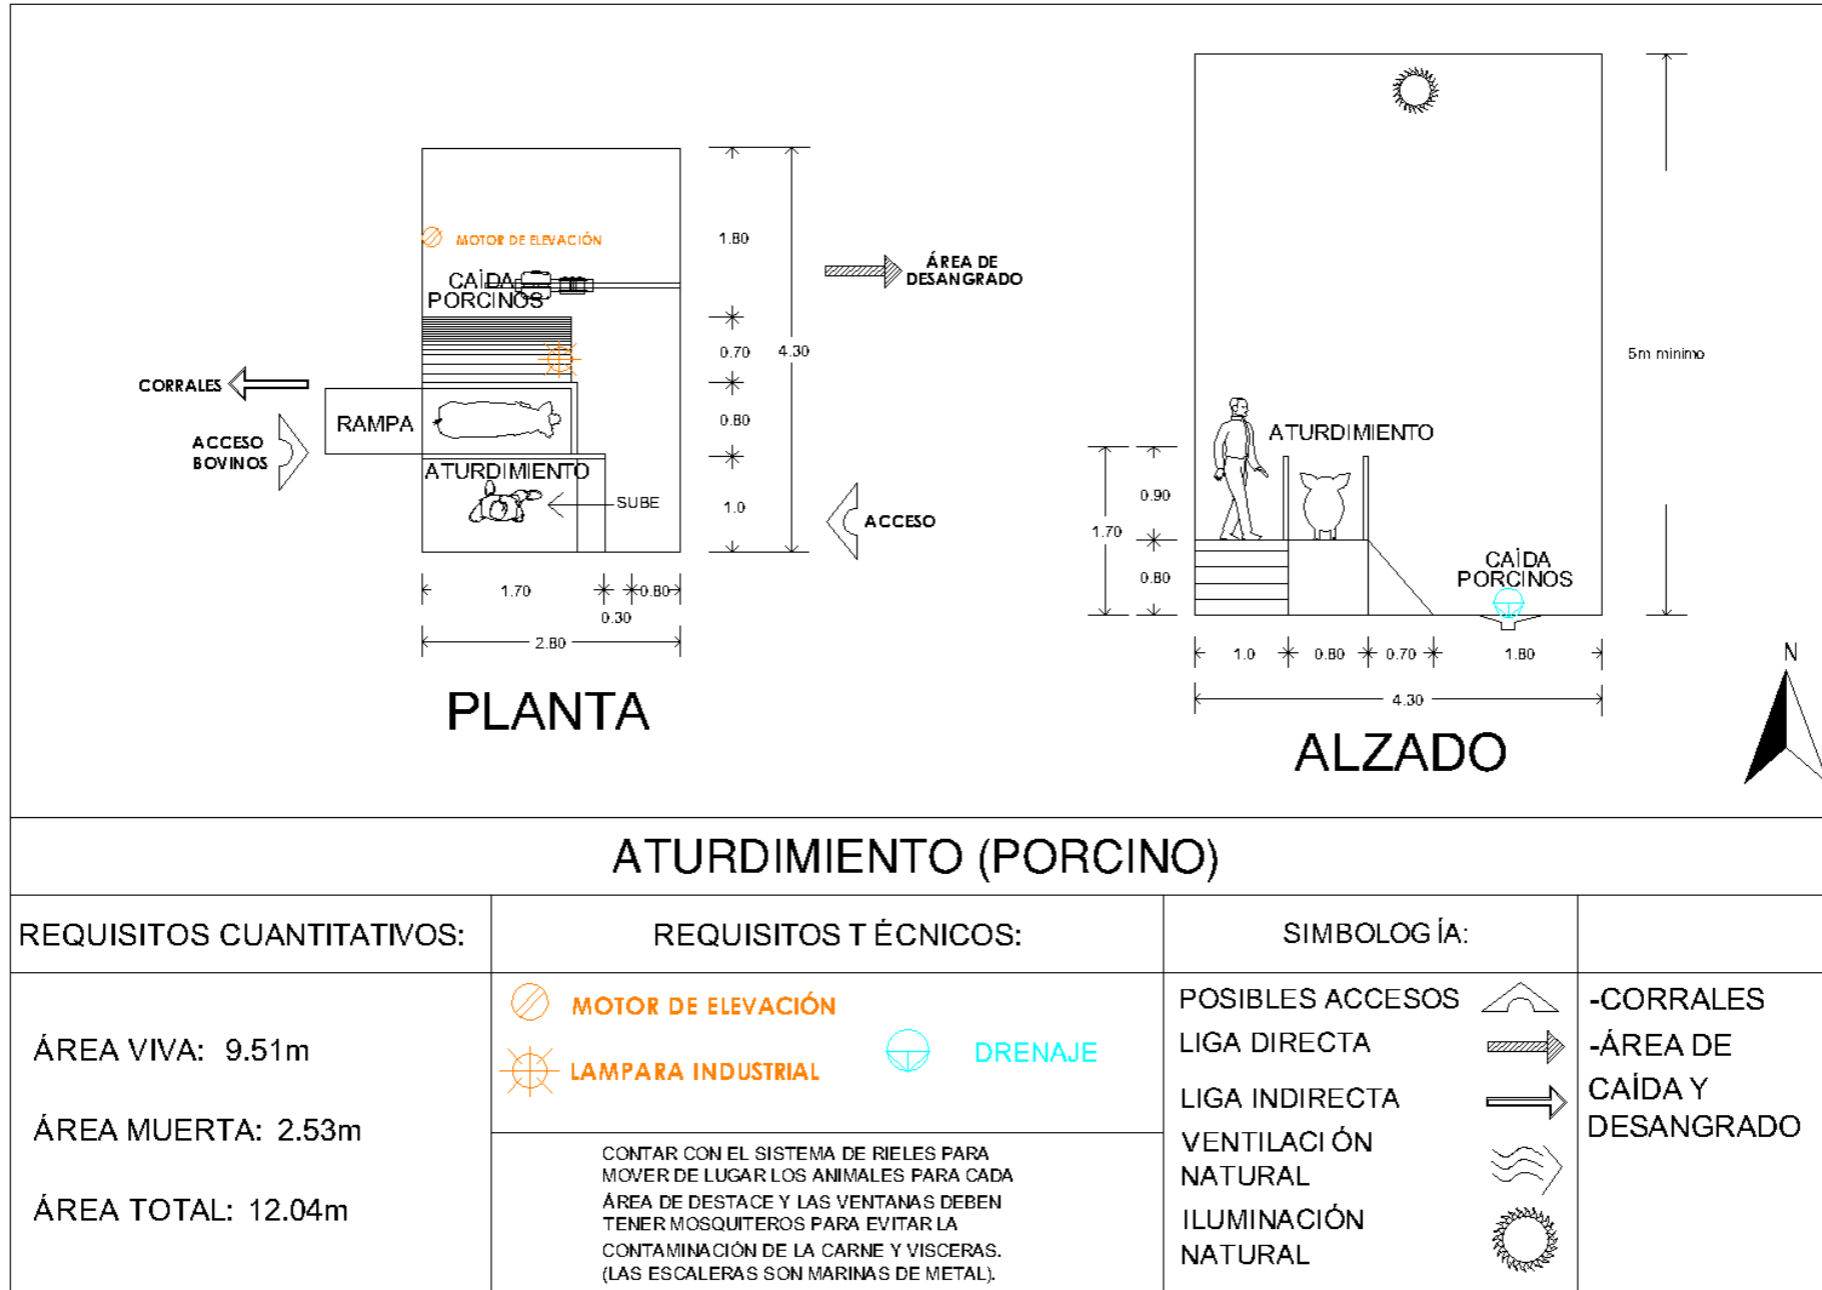 MOTOR DE ELEVACIÓN
CAÍDA
PORCINOS
CORRALES
RAMPA
ACCESO
BOVINOS
ATURDIMIENTO
SUBE
1.80
0.70
4.30
0.80
1.0
ÁREA DE
DESANGRADO
ACCESO
1.70
0.80
0.30
2.80
PLANTA
5m minimo
ATURDIMIENTO
0.90
1.70
0.80
CAÍDA
PORCINOS
1.0
0.80
0.70
1.80
4.30
ALZADO
N
ATURDIMIENTO (PORCINO)
REQUISITOS CUANTITATIVOS:
ÁREA VIVA: 9.51m
ÁREA MUERTA: 2.53m
ÁREA TOTAL: 12.04m
REQUISITOS T ÉCNICOS:
MOTOR DE ELEVACIÓN
LAMPARA INDUSTRIAL
DRENAJE
CONTAR CON EL SISTEMA DE RIELES PARA
MOVER DE LUGAR LOS ANIMALES PARA CADA
ÁREA DE DESTACE Y LAS VENTANAS DEBEN
TENER MOSQUITEROS PARA EVITAR LA
CONTAMINACIÓN DE LA CARNE Y VISCERAS.
(LAS ESCALERAS SON MARINAS DE METAL).
SIMBOLOG ÍA:
POSIBLES ACCESOS
LIGA DIRECTA
LIGA INDIRECTA
VENTILACI ÓN
NATURAL
ILUMINACIÓN
NATURAL
-CORRALES
-ÁREA DE
CAÍDA Y
DESANGRADO